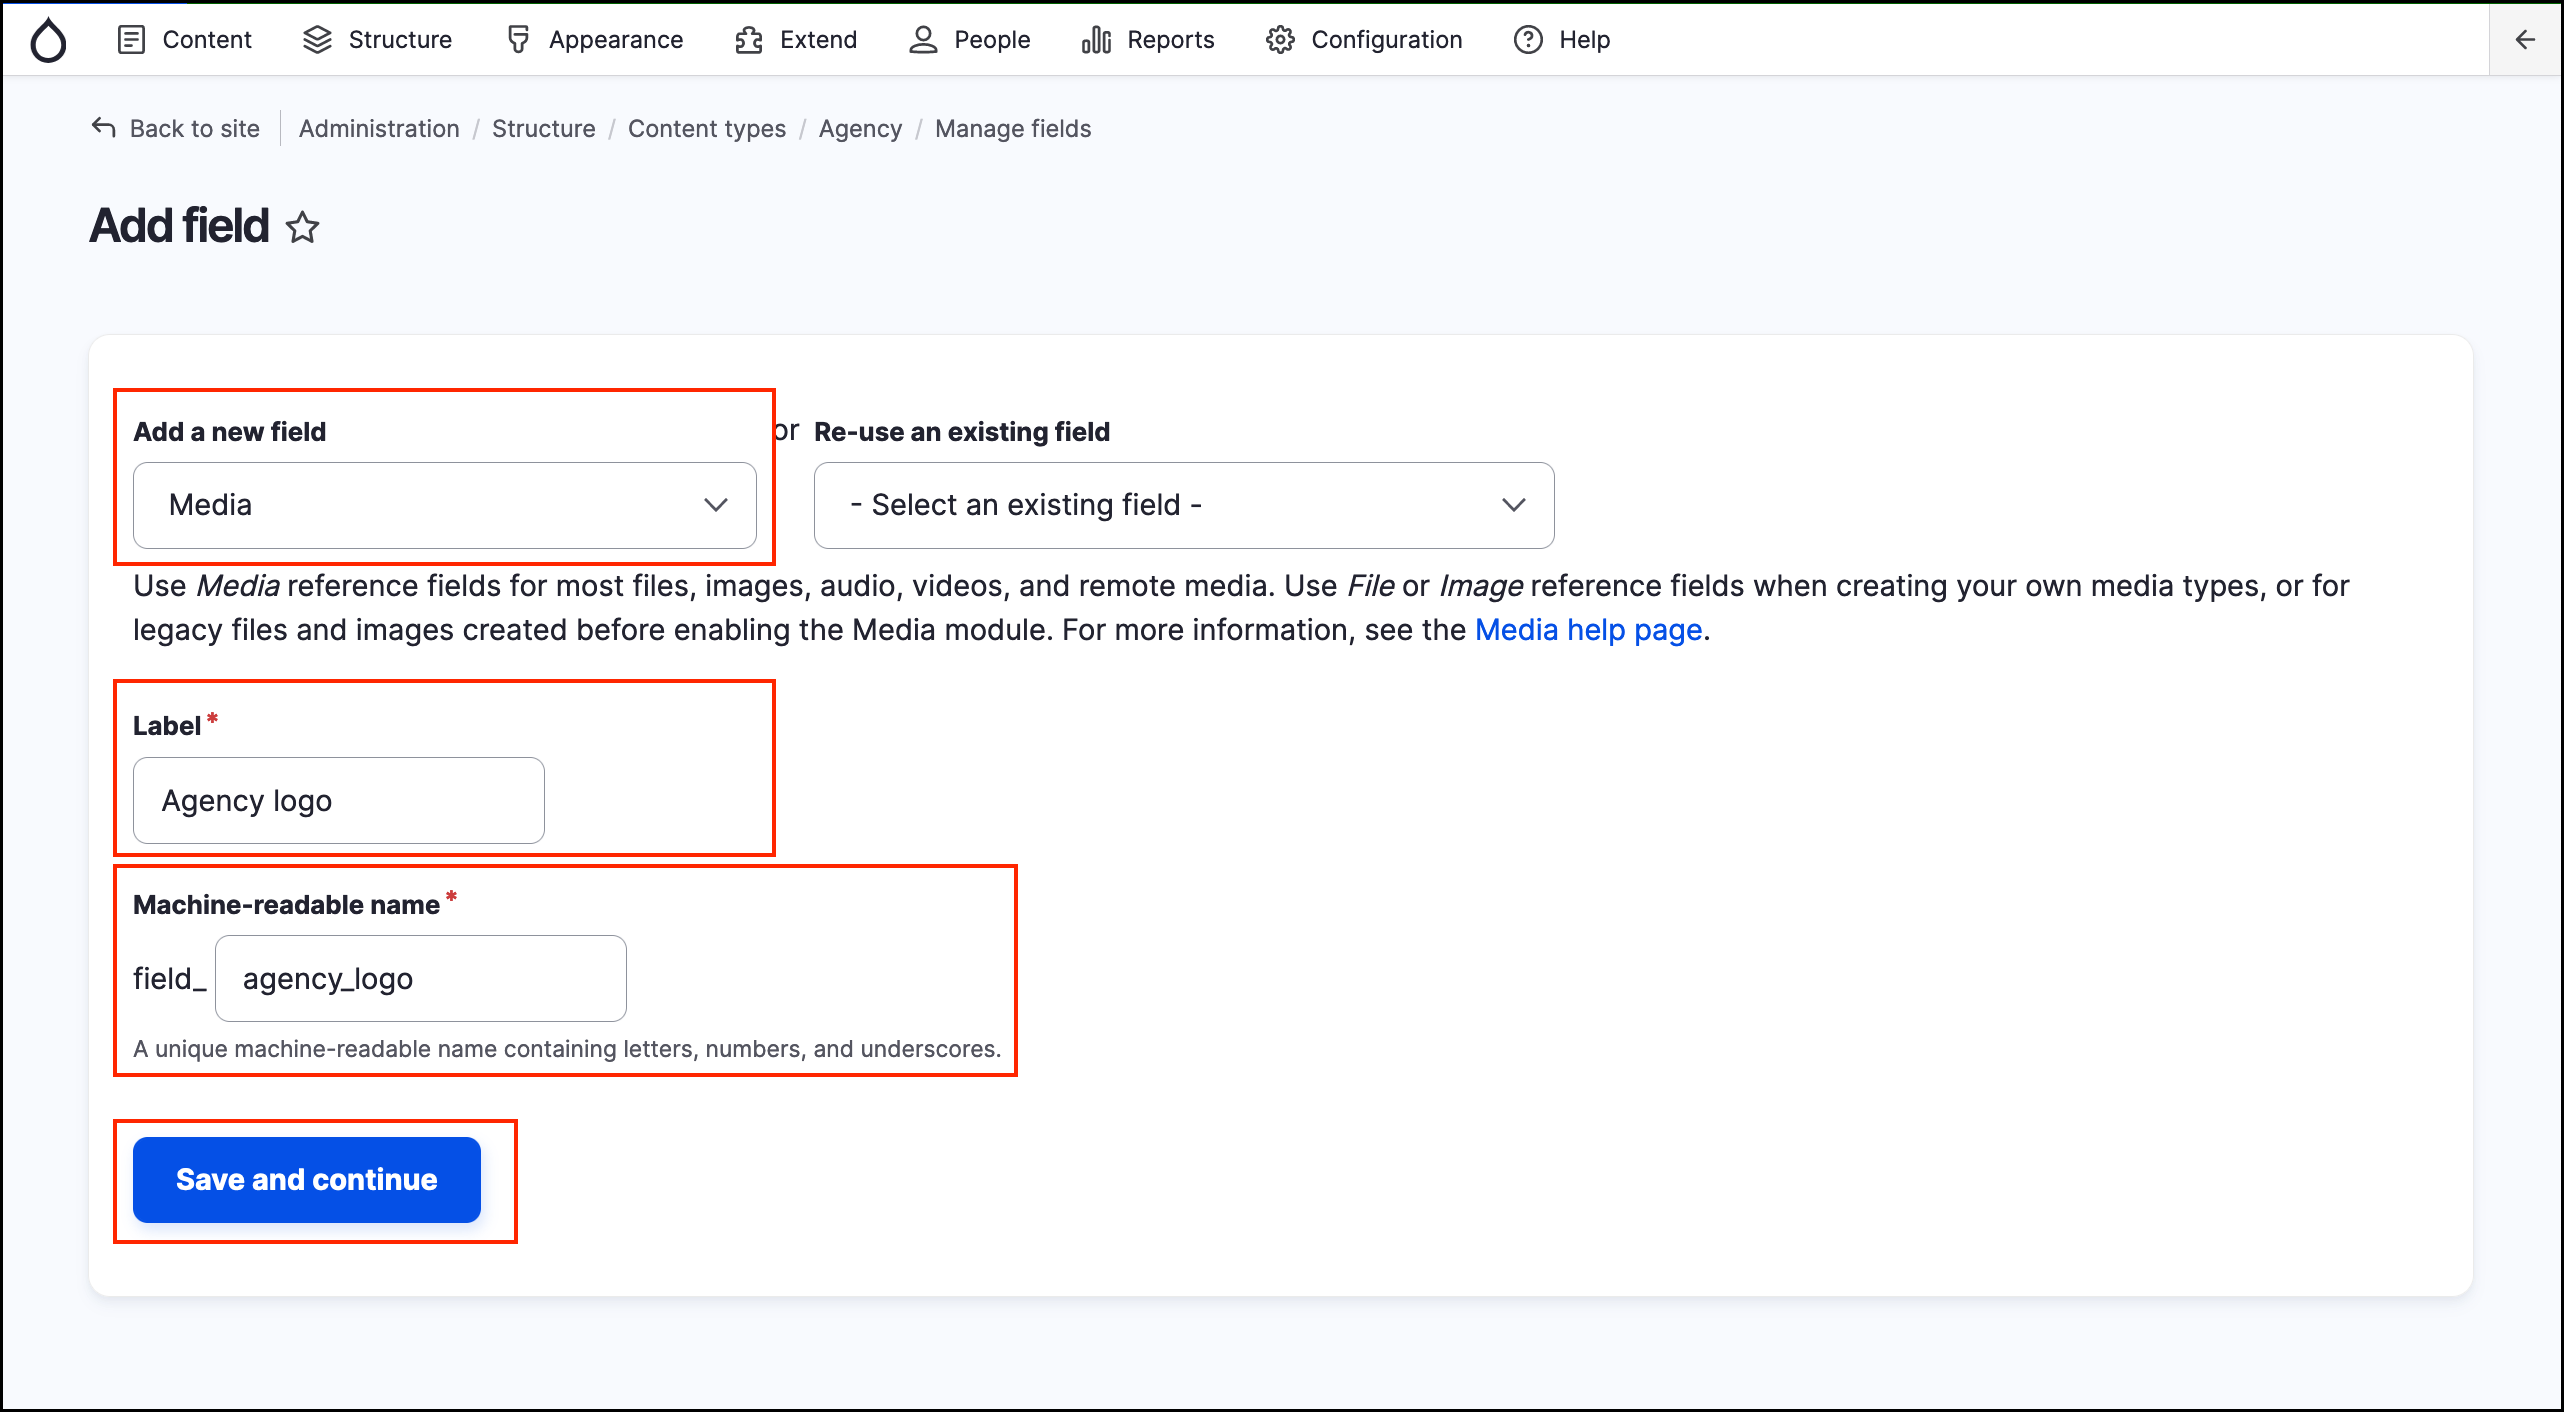 Content Structure Appearance Extend People Reports Configuration Help
Back to site Administration / Structure / Content types / Agency / Manage fields
Add field
Add a new field or Re-use an existing field
Media - Select an existing field -
Use Media reference fields for most files, images, audio, videos, and remote media. Use File or Image reference fields when creating your own media types, or for
legacy files and images created before enabling the Media module. For more information, see the Media help page.
Label *
Agency logo
Machine-readable name *
field_ agency_logo
A unique machine-readable name containing letters, numbers, and underscores.
Save and continue